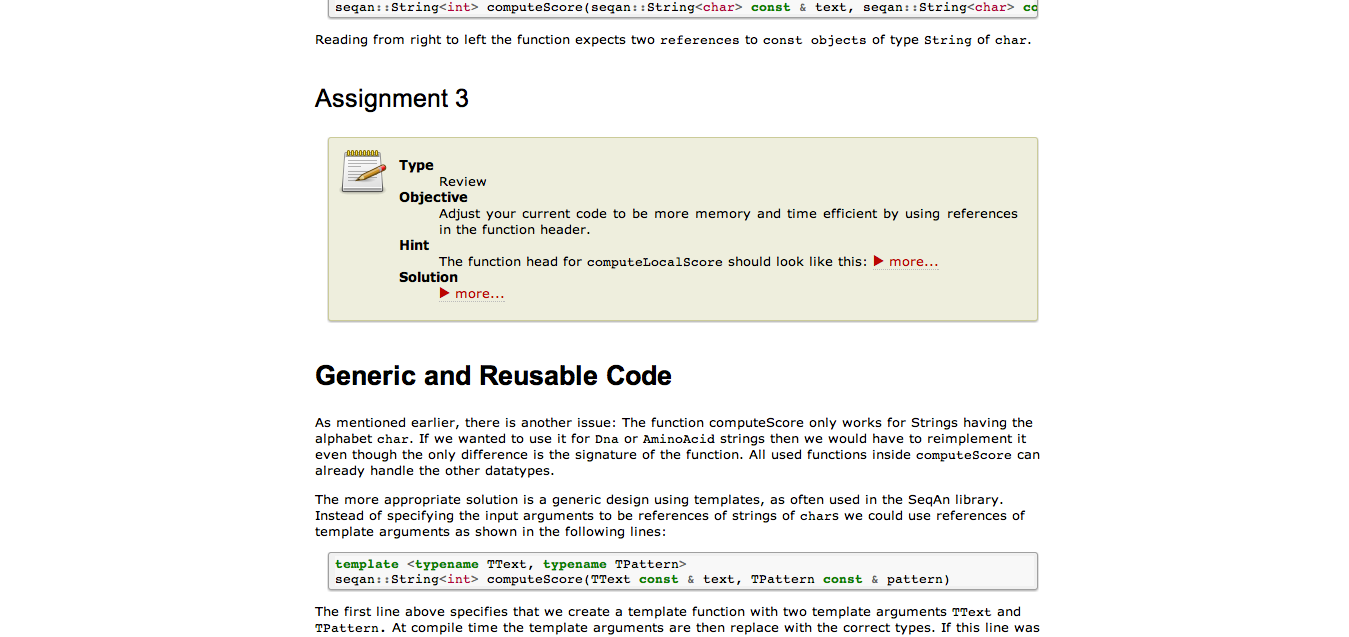 seqan::String<int> computeScore(seqan::String<char> const & text, seqan::String<char> co
Reading from right to left the function expects two references to const objects of type String of char.
Assignment 3
Type
Review
Objective
Adjust your current code to be more memory and time efficient by using references
in the function header.
Hint
The function head for computeLocalScore should look like this: ▶ more...
Solution
▶ more...
Generic and Reusable Code
As mentioned earlier, there is another issue: The function computeScore only works for Strings having the
alphabet char. If we wanted to use it for Dna or AminoAcid strings then we would have to reimplement it
even though the only difference is the signature of the function. All used functions inside computeScore can
already handle the other datatypes.
The more appropriate solution is a generic design using templates, as often used in the SeqAn library.
Instead of specifying the input arguments to be references of strings of chars we could use references of
template arguments as shown in the following lines:
template <typename TText, typename TPattern>
seqan::String<int> computeScore(TText const & text, TPattern const & pattern)
The first line above specifies that we create a template function with two template arguments TText and
TPattern. At compile time the template arguments are then replace with the correct types. If this line was